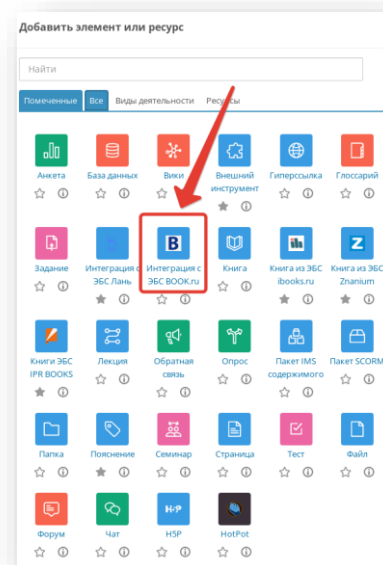 Добавить элемент или ресурс
Найти
Помеченные Все Виды деятельности Ресурсы
Анкета База данных Вики Внешний инструмент Гиперссылка Глоссарий
Задание Интеграция с ЭБС Лань Интеграция с ЭБС BOOK.ru Книга Книга из ЭБС ibooks.ru Книга из ЭБС Znanium
Книги ЭБС IPR BOOKS Лекция Обратная связь Опрос Пакет IMS содержимого Пакет SCORM
Папка Пояснение Семинар Страница Тест Файл
Форум Чат H5P HotPot